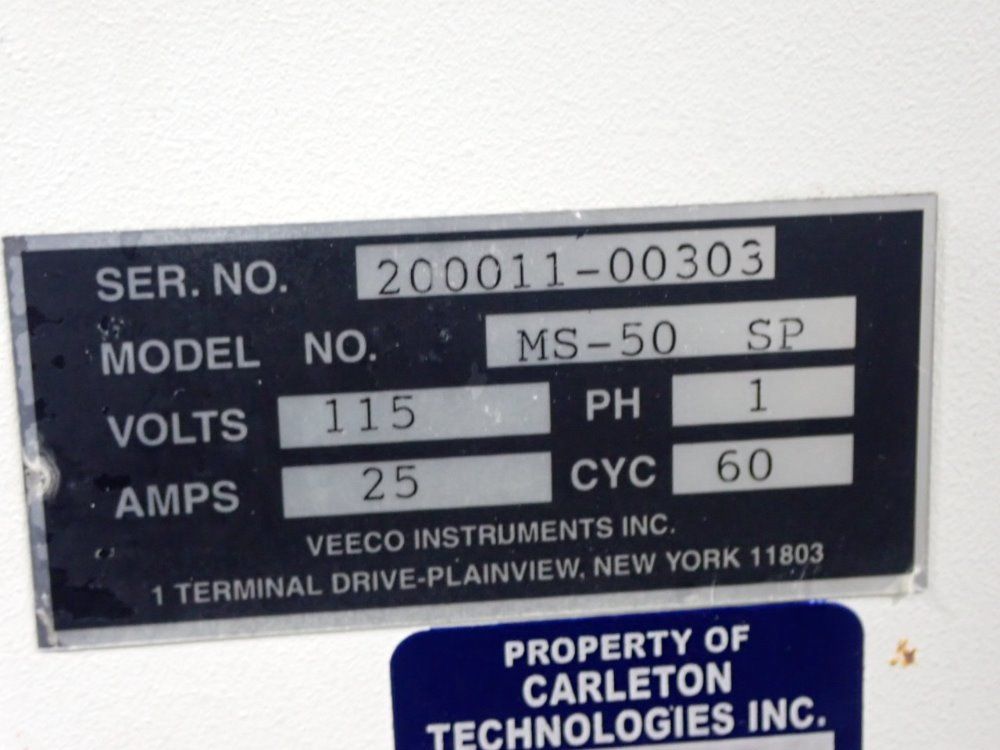 SER. NO. 200011-00303
MODEL NO. MS-50 SP
VOLTS 115 PH 1
AMPS 25 CYC 60
VEECO INSTRUMENTS INC.
1 TERMINAL DRIVE-PLAINVIEW, NEW YORK 11803
PROPERTY OF
CARLETON
TECHNOLOGIES INC.